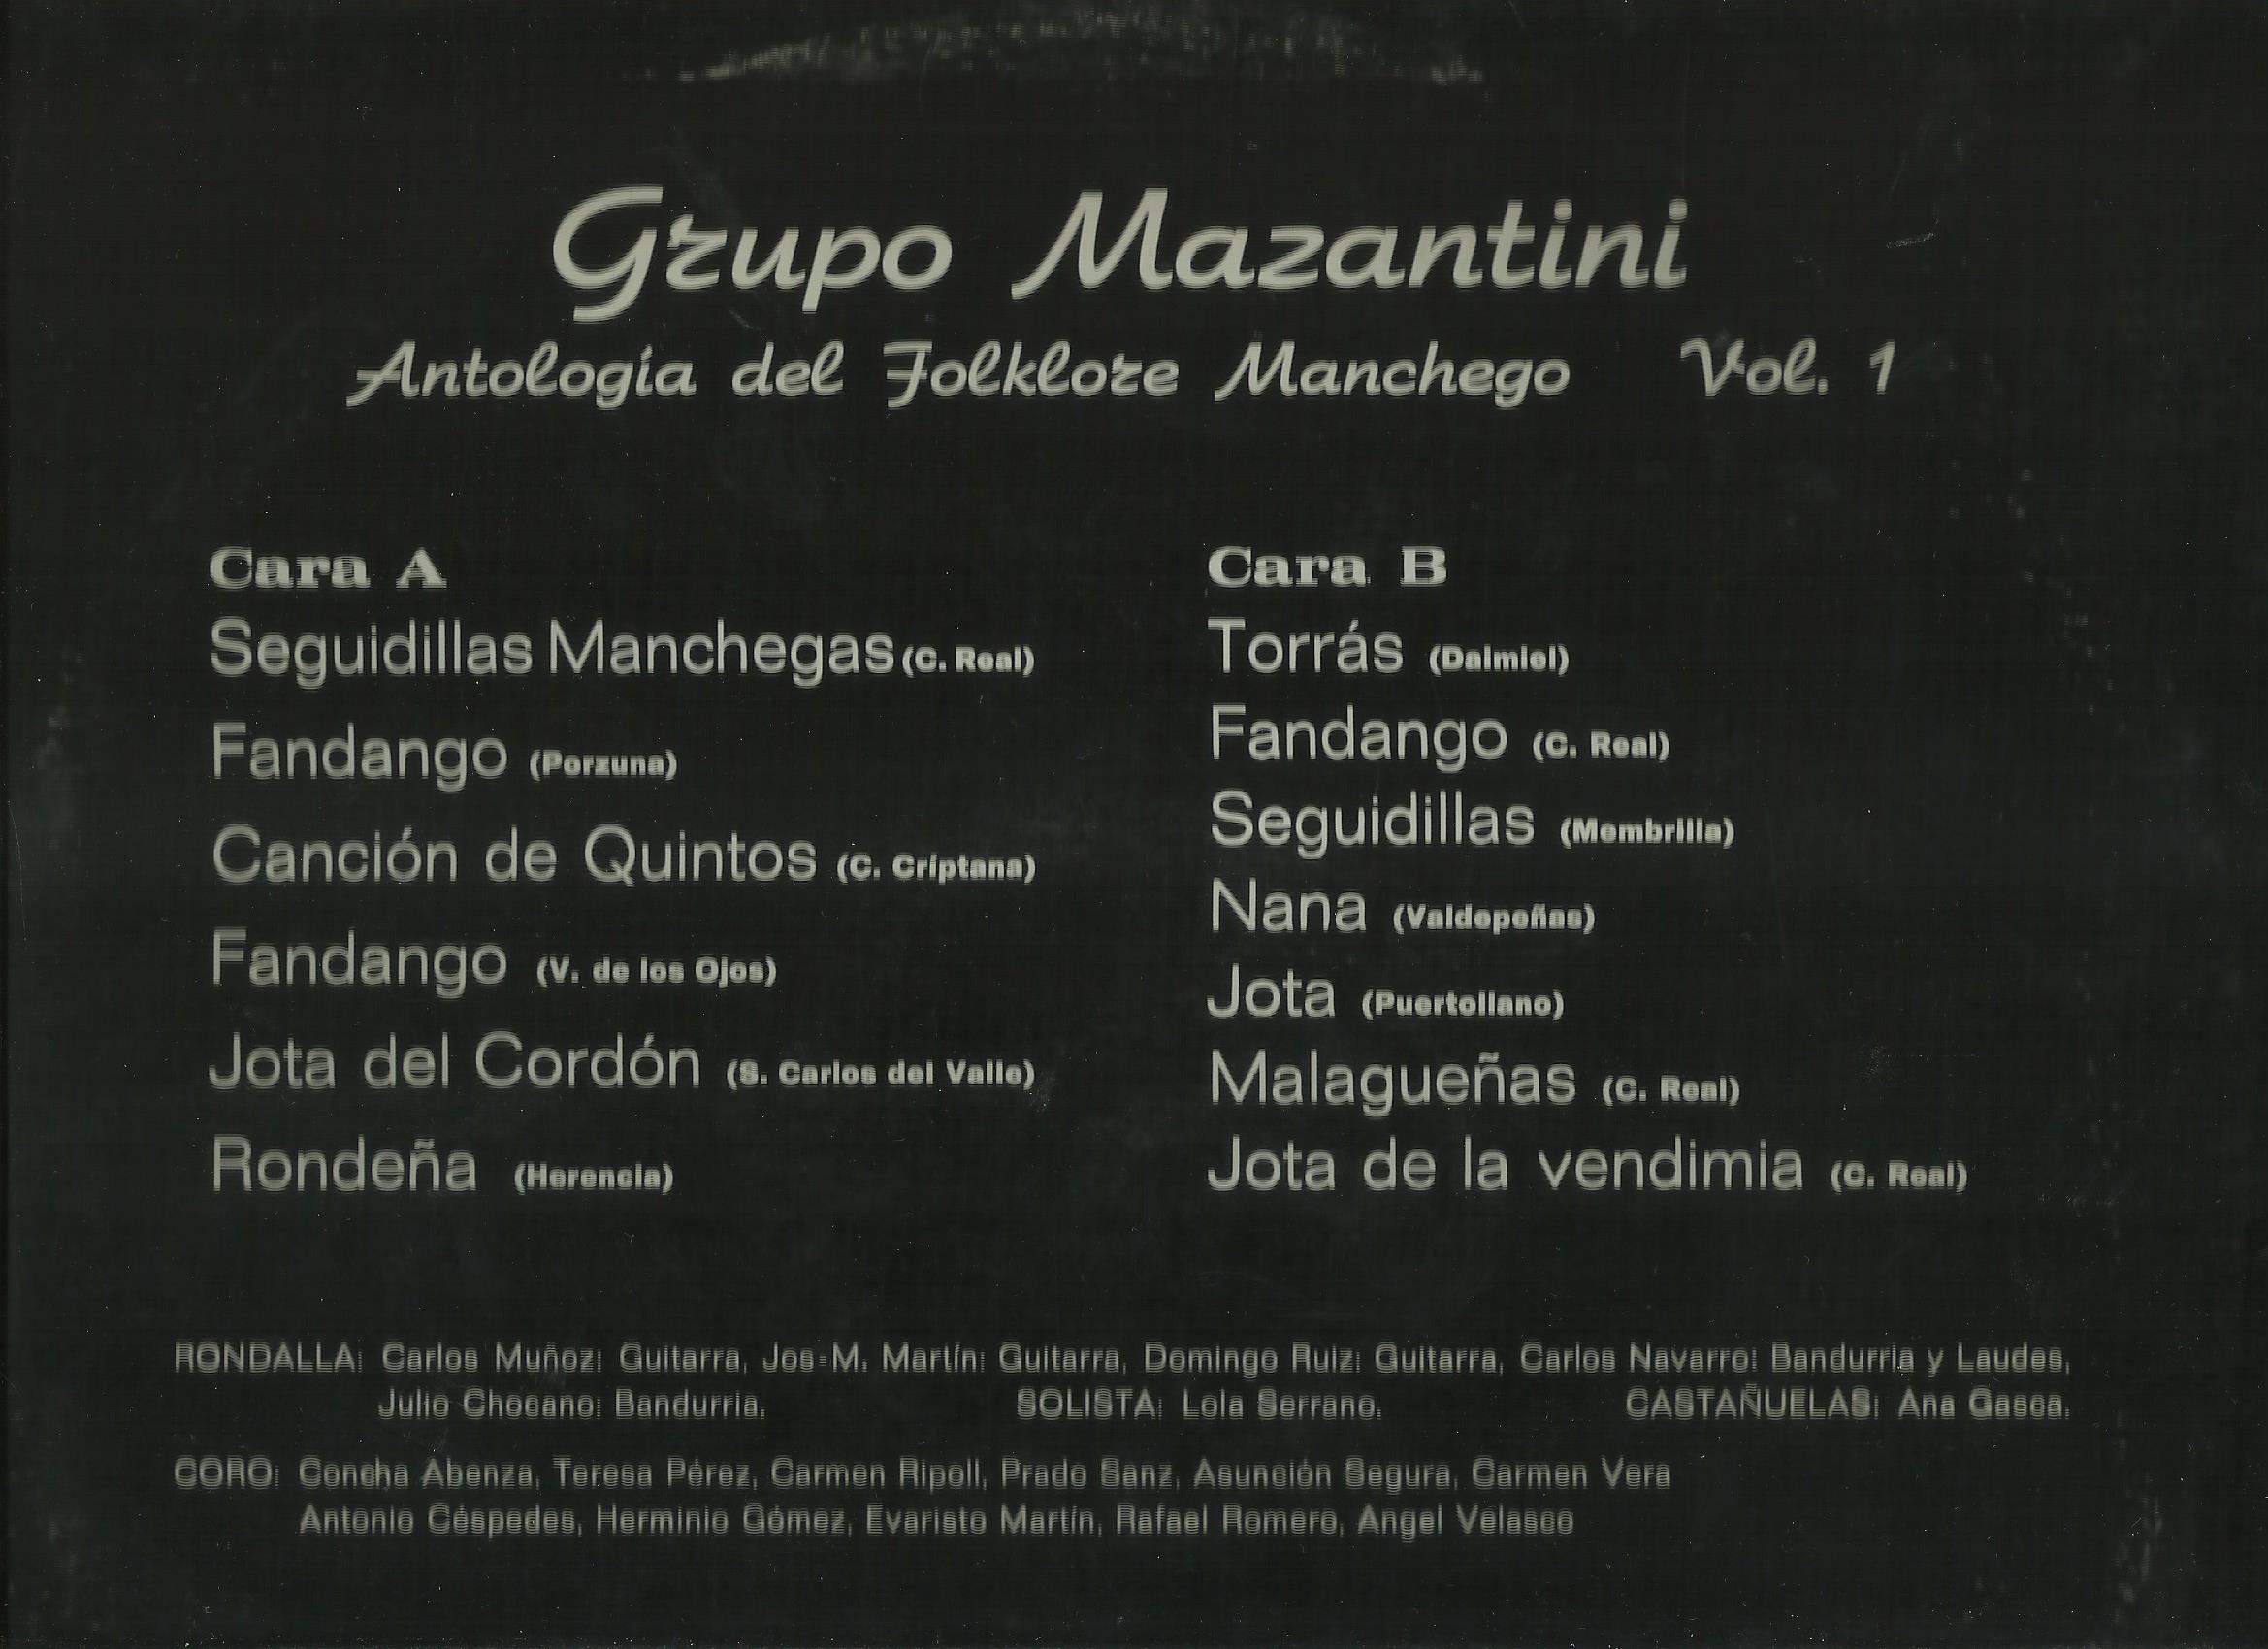 Grupo Mazantini
Antología del Folklore Manchego Vol. 1
Cara A
Seguidillas Manchegas (C. Real)
Fandango (Porzuna)
Canción de Quintos (C. Criptana)
Fandango (V. de los Ojos)
Jota del Cordón (S. Carlos del Valle)
Rondeña (Herencia)
Cara B
Torrás (Daimiel)
Fandango (C. Real)
Seguidillas (Membrilla)
Nana (Valdepeñas)
Jota (Puertollano)
Malagueñas (C. Real)
Jota de la vendimia (C. Real)
RONDALLA: Carlos Muñoz: Guitarra, Jos-M. Martín: Guitarra, Domingo Ruiz: Guitarra, Carlos Navarro: Bandurria y Laudes,
Julio Chocano: Bandurria. SOLISTA: Lola Serrano. CASTAÑUELAS: Ana Gasca.
CORO: Concha Abenza, Teresa Pérez, Carmen Ripoll, Prado Sanz, Asunción Segura, Carmen Vera
Antonio Céspedes, Herminio Gómez, Evaristo Martín, Rafael Romero, Angel Velasco